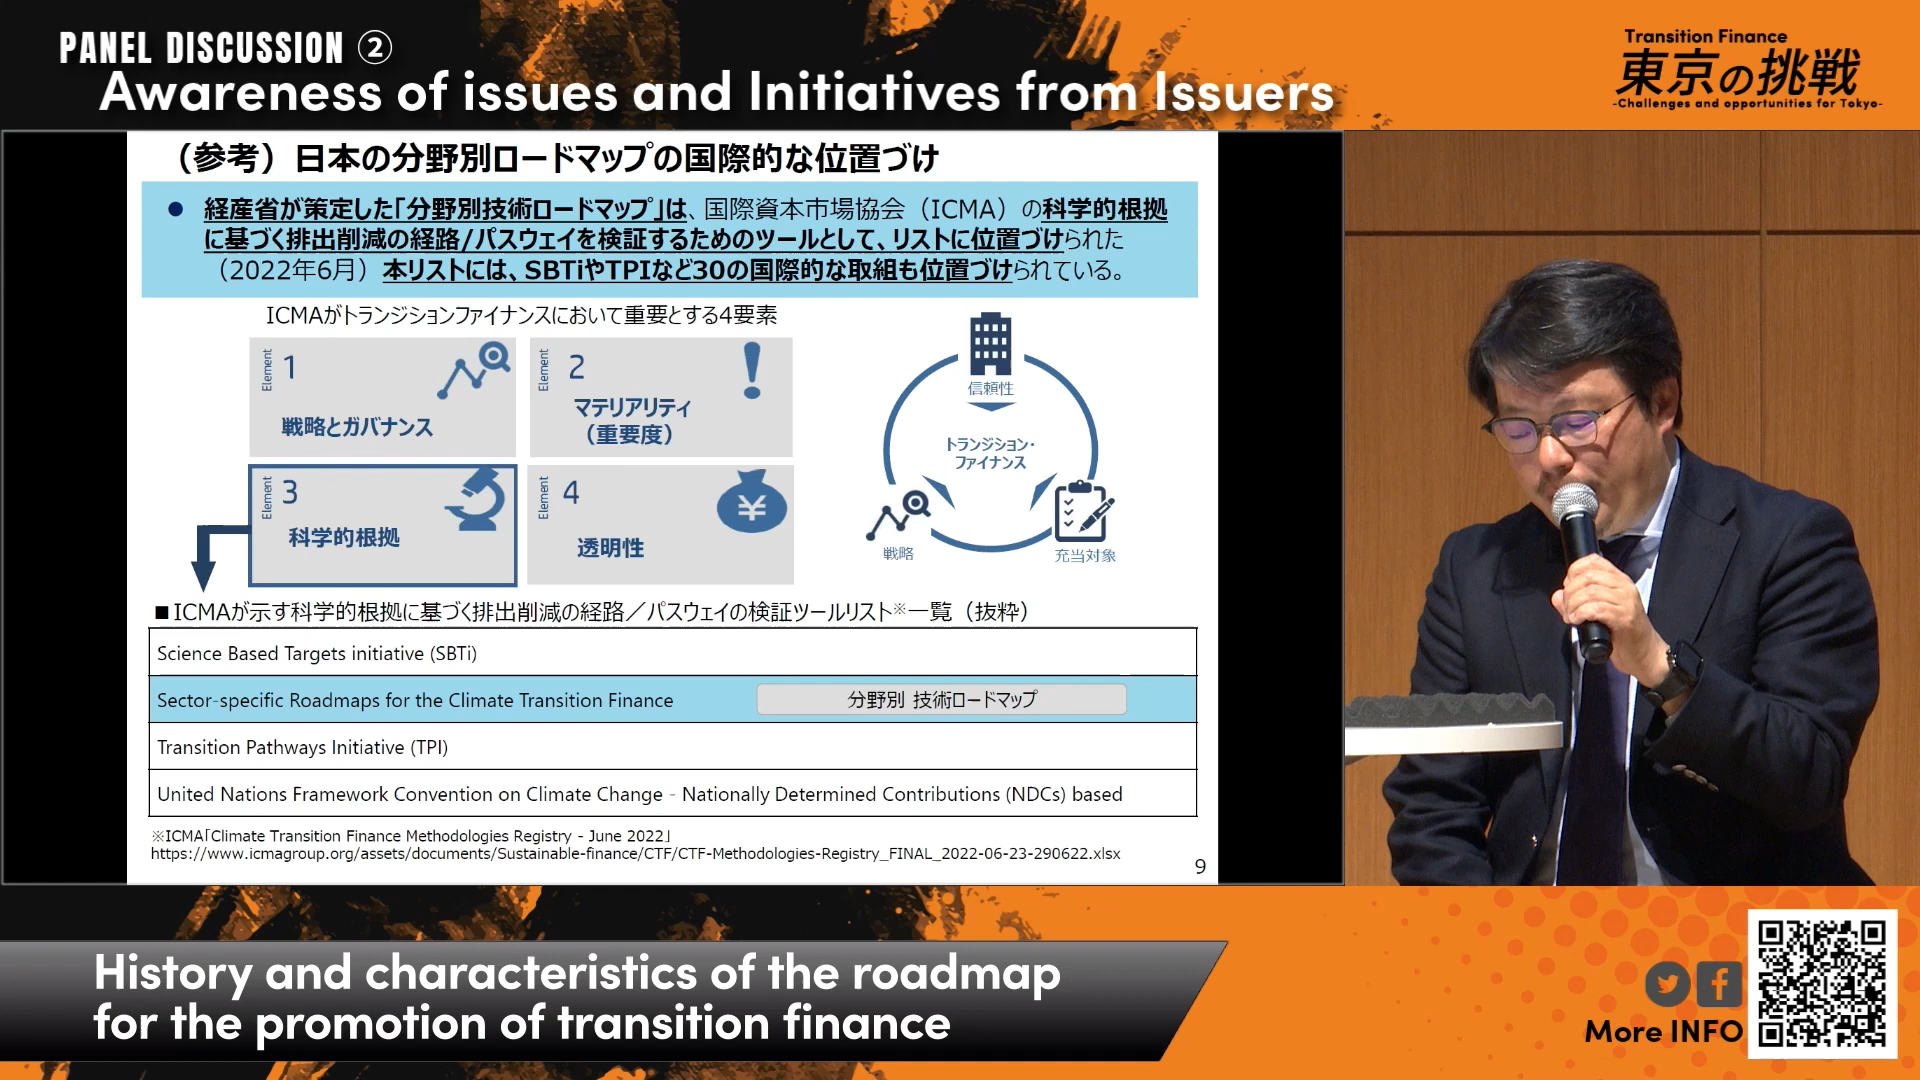 PANEL DISCUSSION ②
Awareness of issues and Initiatives from Issuers
Transition Finance
東京の挑戦
-Challenges and opportunities for Tokyo-
（参考）日本の分野別ロードマップの国際的な位置づけ
● 経産省が策定した「分野別技術ロードマップ」は、国際資本市場協会（ICMA）の科学的根拠
に基づく排出削減の経路/パスウェイを検証するためのツールとして、リストに位置づけられた
（2022年6月）本リストには、SBTiやTPIなど30の国際的な取組も位置づけられている。
ICMAがトランジションファイナンスにおいて重要とする4要素
Element 1
戦略とガバナンス
Element 2
マテリアリティ
（重要度）
Element 3
科学的根拠
Element 4
透明性
信頼性
トランジション・
ファイナンス
戦略
充当対象
■ICMAが示す科学的根拠に基づく排出削減の経路／パスウェイの検証ツールリスト※一覧（抜粋）
Science Based Targets initiative (SBTi)
Sector-specific Roadmaps for the Climate Transition Finance 分野別 技術ロードマップ
Transition Pathways Initiative (TPI)
United Nations Framework Convention on Climate Change - Nationally Determined Contributions (NDCs) based
※ICMA「Climate Transition Finance Methodologies Registry - June 2022」
https://www.icmagroup.org/assets/documents/Sustainable-finance/CTF/CTF-Methodologies-Registry_FINAL_2022-06-23-290622.xlsx
9
History and characteristics of the roadmap
for the promotion of transition finance
More INFO